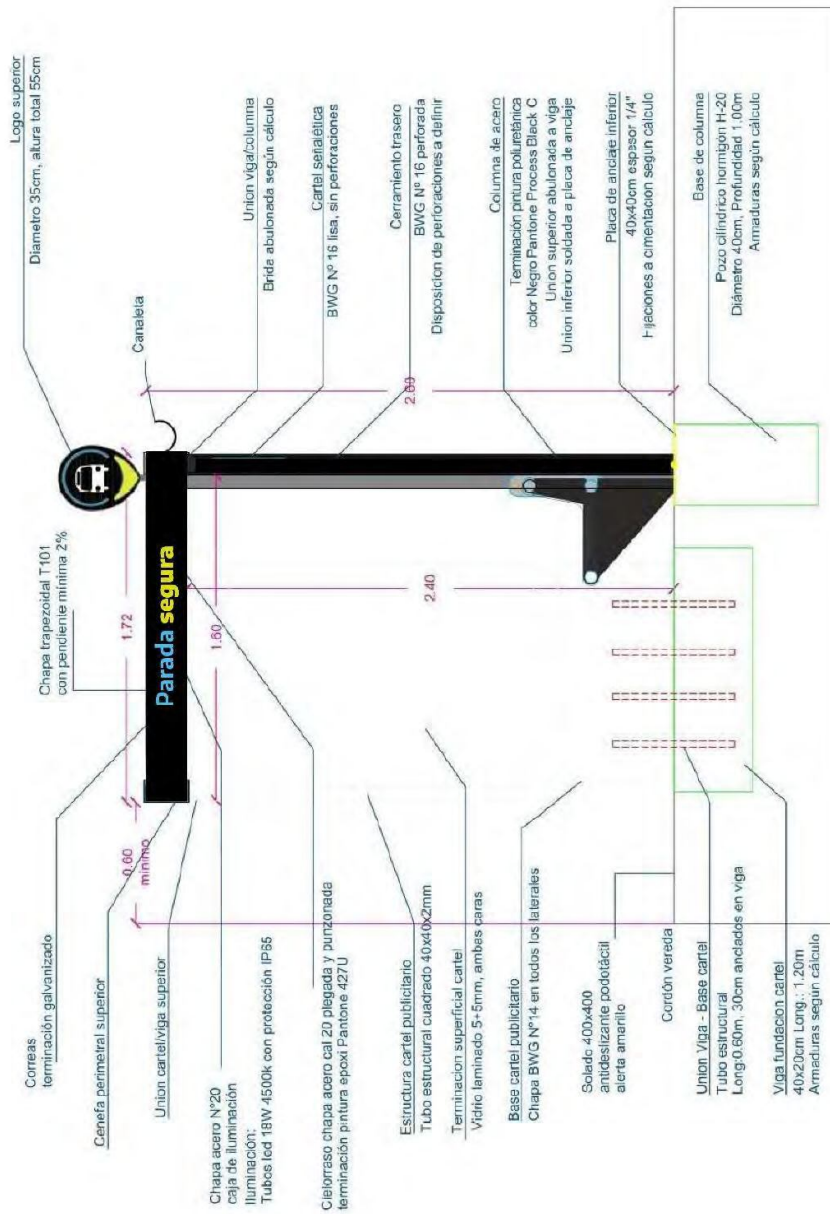 Logo superior
Diametro 35cm, altura total 55cm
Canaleta
Union viga/columna
Brida abulonada según cálculo
Cartel señalética
BWG Nº 16 lisa, sin perforaciones
Cerramiento trasero
BWG Nº 16 perforada
Disposicion de perforaciones a definir
Columna de acero
Terminación pintura poliuretánica
color Negro Pantone Process Black C
Union superior abulonada a viga
Union inferior soldada a placa de anclaje
Placa de anclaje inferior
40x40cm espesor 1/4"
Fijaciones a cimentación segun cálculo
Base de columna
Pozo cilíndrico hormigón H-20
Diámetro 40cm, Profundidad 1.00m
Armaduras según cálculo
2.60
Chapa trapezoidal T101
con pendiente mínima 2%
1.72
Parada segura
1.60
2.40
0.60
mínimo
Correas
terminación galvanizado
Cenefa perimetral superior
Union cartel/viga superior
Chapa acero N°20
caja de iluminación
Iluminación:
Tubos led 18W 4500k con protección IP65
Cielorraso chapa acero cal 20 plegada y punzonada
terminación pintura epoxi Pantone 427U
Estructura cartel publicitario
Tubo estructural cuadrado 40x40x2mm
Terminacion superficial cartel
Vidrio laminado 5+5mm, ambas caras
Base cartel publicitario
Chapa BWG N°14 en todos los laterales
Solado 400x400
antideslizante podotáctil
alerta amarillo
Cordón vereda
Union Viga - Base cartel
Tubo estructural
Long:0.60m, 30cm anclados en viga
Viga fundacion cartel
40x20cm Long.: 1.20m
Armaduras según cálculo